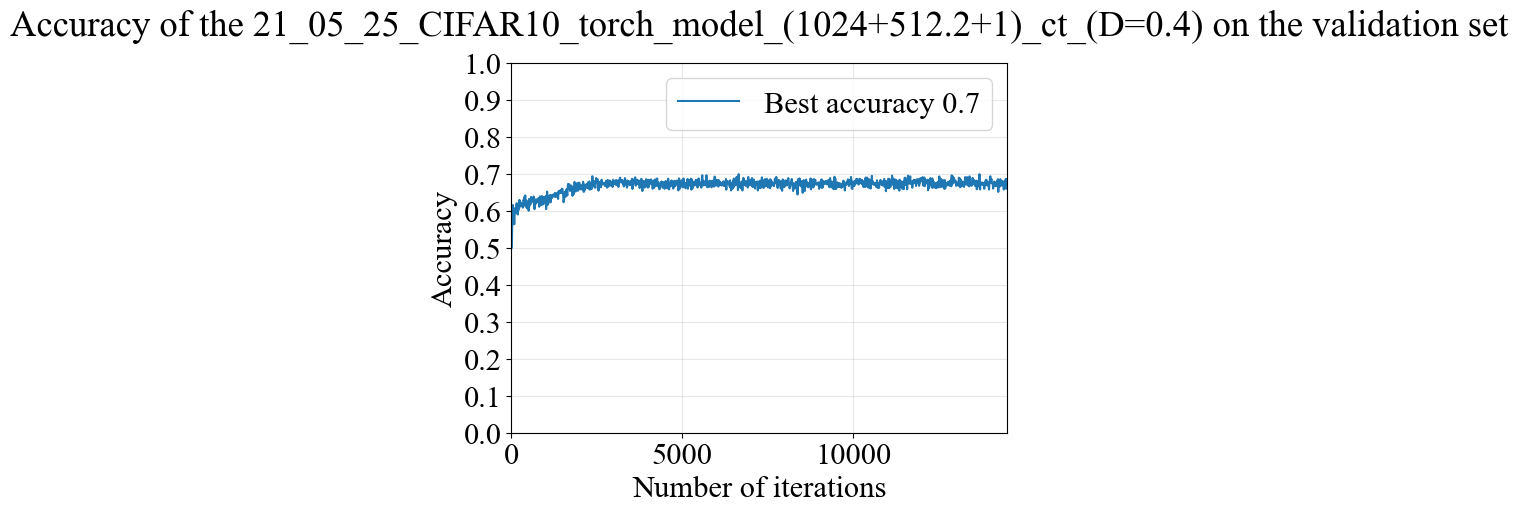 Accuracy of the 21_05_25_CIFAR10_torch_model_(1024+512.2+1)_ct_(D=0.4) on the validation set
1.0
0.9
0.8
0.7
0.6
0.5
0.4
0.3
0.2
0.1
0.0
Accuracy
Best accuracy 0.7
0 5000 10000
Number of iterations